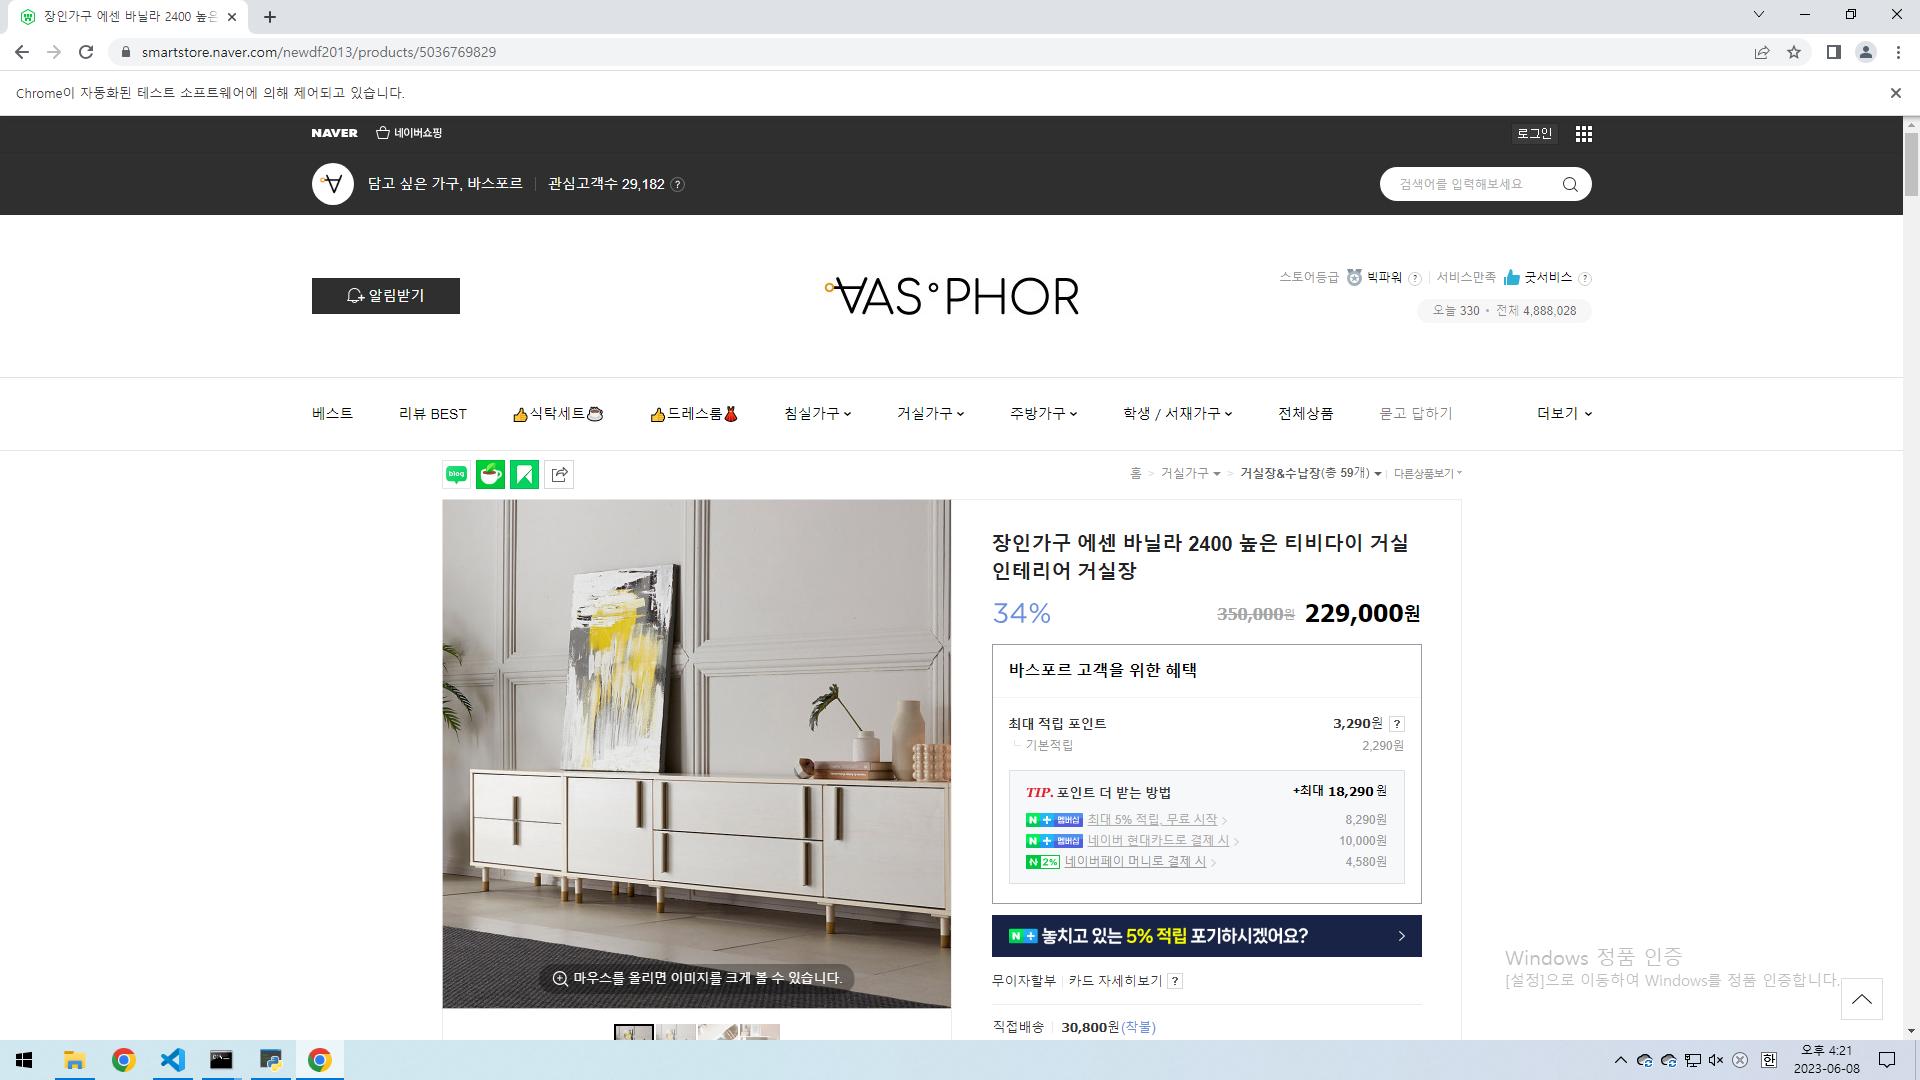 장인가구 에센 바닐라 2400 높은
smartstore.naver.com/newdf2013/products/5036769829
Chrome이 자동화된 테스트 소프트웨어에 의해 제어되고 있습니다.
NAVER 네이버쇼핑
로그인
담고 싶은 가구, 바스포르 관심고객수 29,182 ?
검색어를 입력해보세요
알림받기
VAS°PHOR
스토어등급 빅파워 ? 서비스만족 굿서비스 ?
오늘 330 • 전체 4,888,028
베스트 리뷰 BEST 👍식탁세트☕ 👍드레스룸👗 침실가구 거실가구 주방가구 학생 / 서재가구 전체상품 묻고 답하기 더보기
blog
홈 > 거실가구 > 거실장&수납장(총 59개) 다른상품보기
장인가구 에센 바닐라 2400 높은 티비다이 거실
인테리어 거실장
34% 350,000원 229,000원
바스포르 고객을 위한 혜택
최대 적립 포인트 3,290원 ?
기본적립 2,290원
TIP. 포인트 더 받는 방법 +최대 18,290 원
N + 멤버십 최대 5% 적립, 무료 시작 > 8,290원
N + 멤버십 네이버 현대카드로 결제 시 > 10,000원
N 2% 네이버페이 머니로 결제 시 > 4,580원
N + 놓치고 있는 5% 적립 포기하시겠어요? >
마우스를 올리면 이미지를 크게 볼 수 있습니다.
무이자할부 카드 자세히보기 ?
직접배송 30,800원(착불)
Windows 정품 인증
[설정]으로 이동하여 Windows를 정품 인증합니다.
한
오후 4:21
2023-06-08